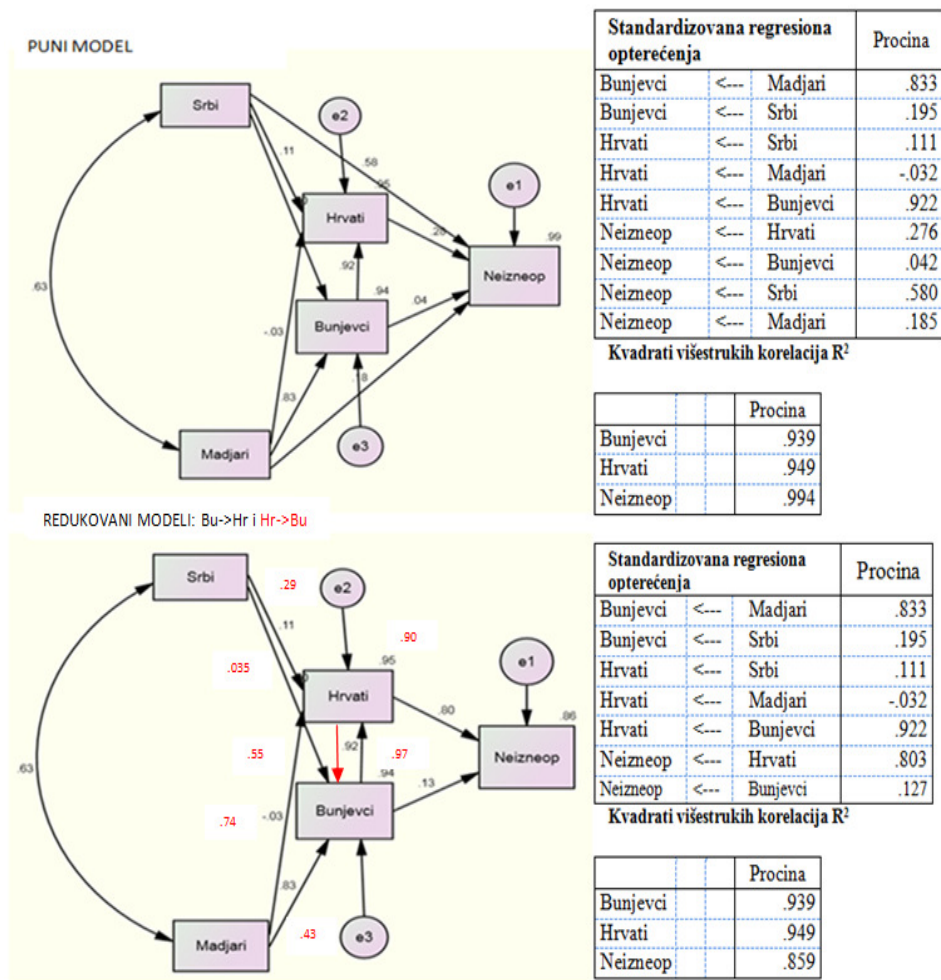 PUNI MODEL
Srbi
e2
.11
.58
.95
e1
Hrvati
.28
.99
.63
Neizneop
.92
.94
.04
Bunjevci
-.03
.18
.83
e3
Madjari
Standardizovana regresiona opterećenja Procina
Bunjevci <--- Madjari .833
Bunjevci <--- Srbi .195
Hrvati <--- Srbi .111
Hrvati <--- Madjari -.032
Hrvati <--- Bunjevci .922
Neizneop <--- Hrvati .276
Neizneop <--- Bunjevci .042
Neizneop <--- Srbi .580
Neizneop <--- Madjari .185
Kvadrati višestrukih korelacija R²
Procina
Bunjevci .939
Hrvati .949
Neizneop .994
REDUKOVANI MODELI: Bu->Hr i Hr->Bu
Srbi
.29
e2
.11
.90
.035
.95
e1
Hrvati
.80
.86
.63
.55
.92
.97
Neizneop
.94
.13
Bunjevci
.74
-.03
.83
.43
e3
Madjari
Standardizovana regresiona opterećenja Procina
Bunjevci <--- Madjari .833
Bunjevci <--- Srbi .195
Hrvati <--- Srbi .111
Hrvati <--- Madjari -.032
Hrvati <--- Bunjevci .922
Neizneop <--- Hrvati .803
Neizneop <--- Bunjevci .127
Kvadrati višestrukih korelacija R²
Procina
Bunjevci .939
Hrvati .949
Neizneop .859